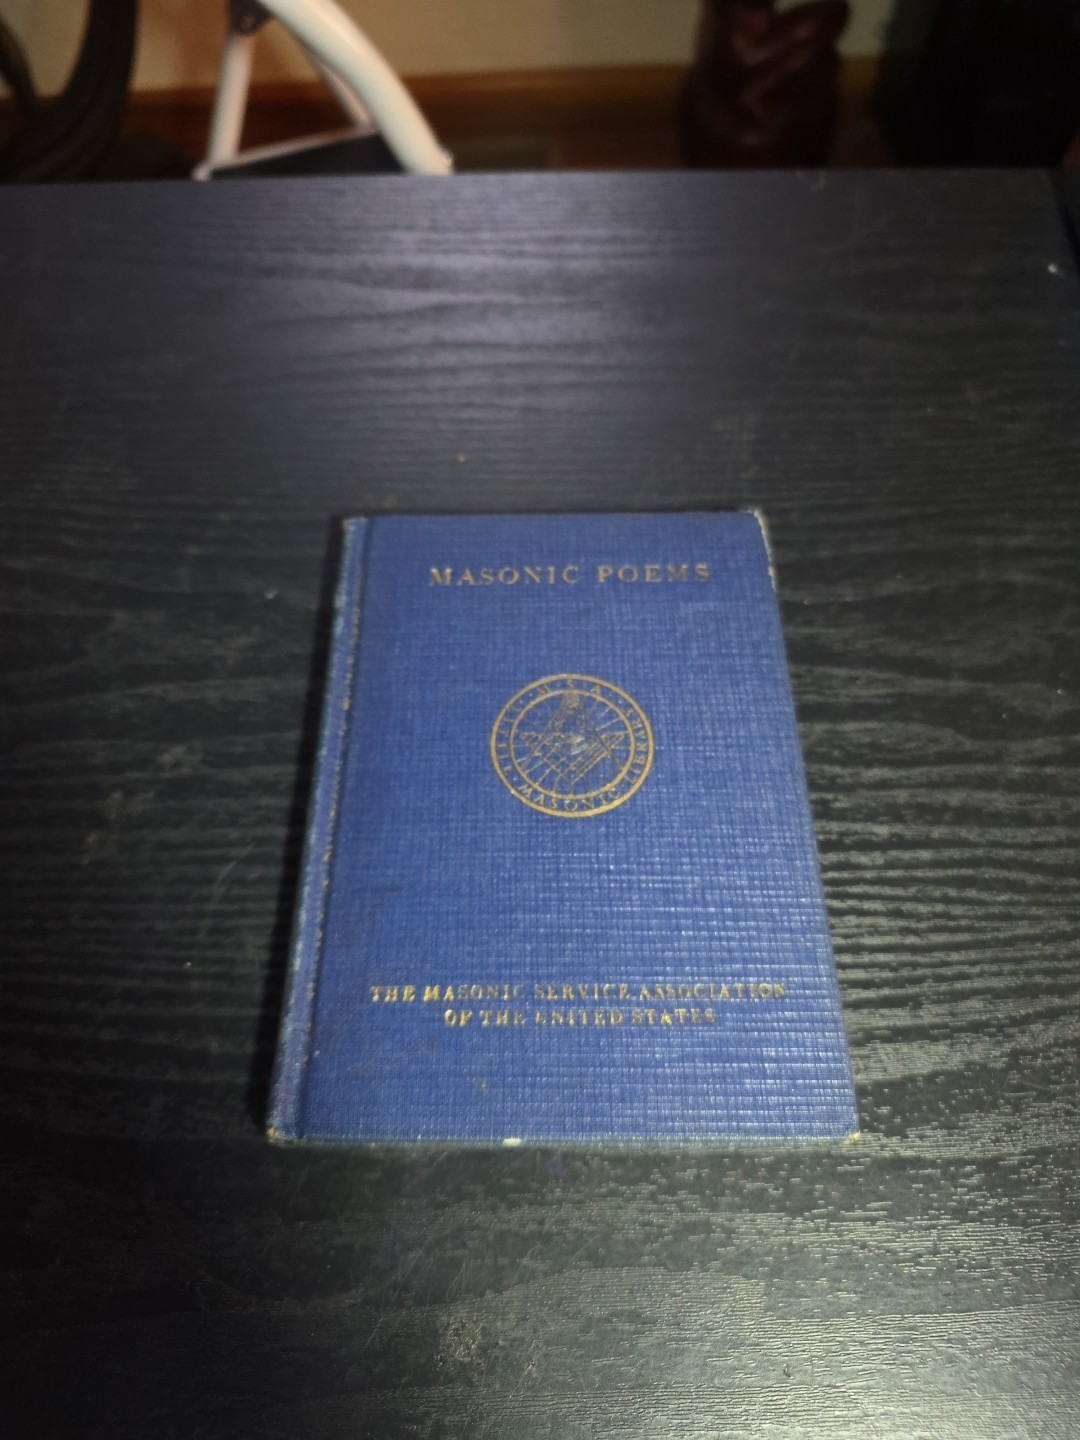 MASONIC POEMS
M·S·A·
MASONIC LIBRARY
THE MASONIC SERVICE ASSOCIATION
OF THE UNITED STATES